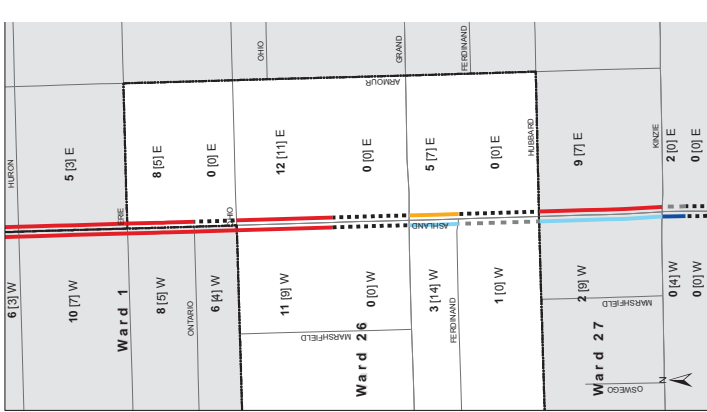 HURON
OHIO
GRAND
FERDINAND
ARMOUR
5 [3] E
8 [5] E
0 [0] E
12 [11] E
0 [0] E
5 [7] E
0 [0] E
HUBBARD
9 [7] E
KINZIE
2 [0] E
0 [0] E
ERIE
HIO
ASHLAND
6 [3] W
10 [7] W
Ward 1
8 [5] W
ONTARIO
6 [4] W
11 [9] W
MARSHFIELD
0 [0] W
Ward 26
3 [14] W
FERDINAND
1 [0] W
2 [9] W
MARSHFIELD
Ward 27
OSWEGO
0 [4] W
0 [0] W
N